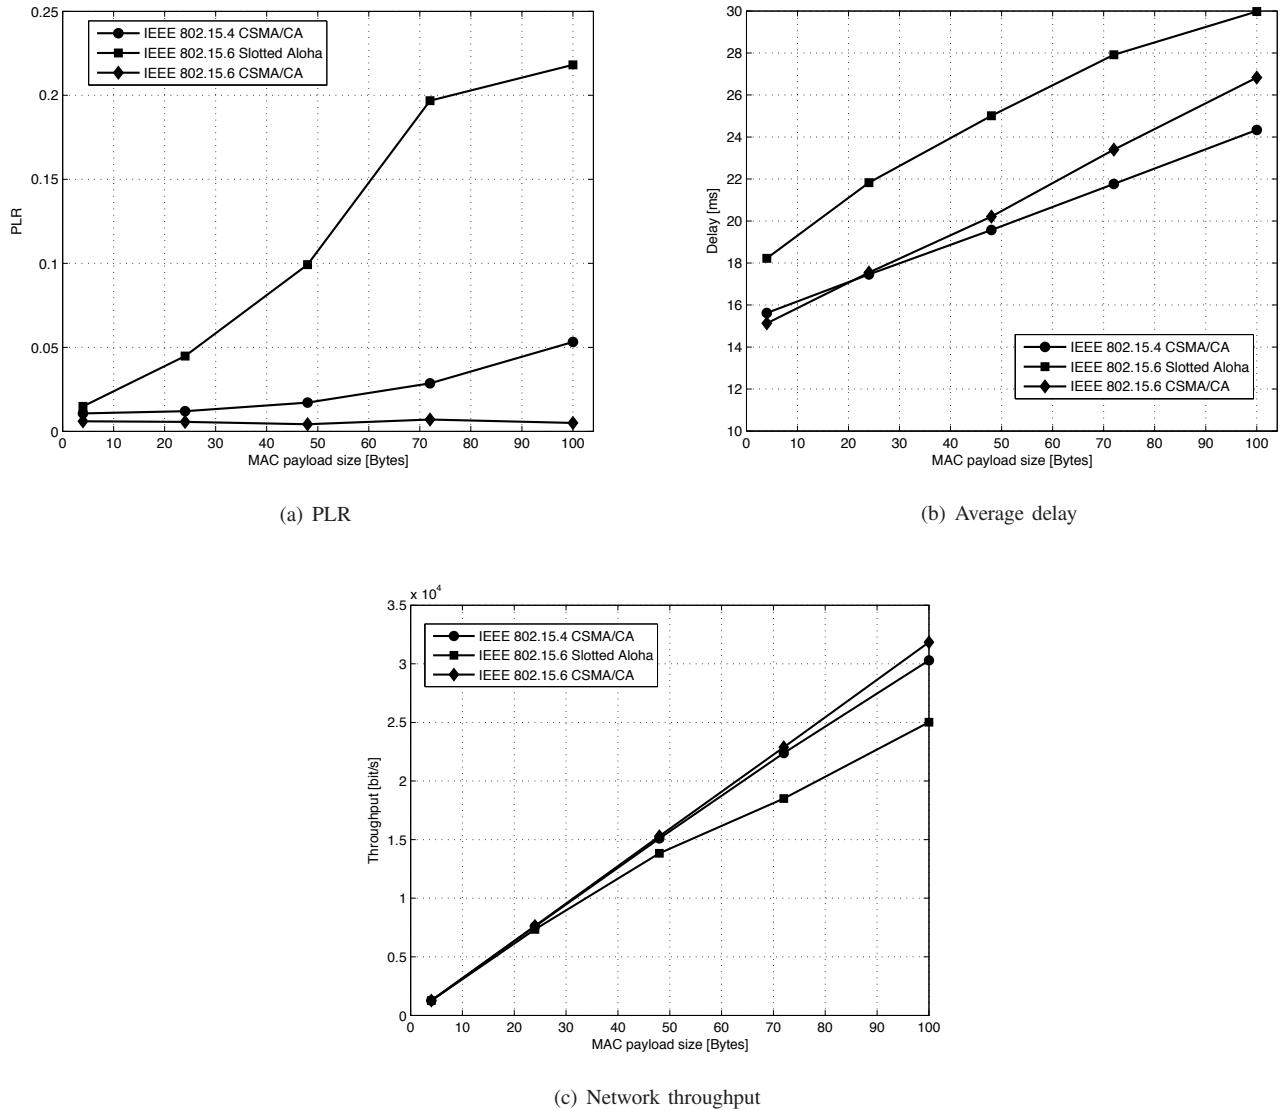 0.25
0.2
0.15
0.1
0.05
0
PLR
IEEE 802.15.4 CSMA/CA
IEEE 802.15.6 Slotted Aloha
IEEE 802.15.6 CSMA/CA
0 10 20 30 40 50 60 70 80 90 100
MAC payload size [Bytes]
(a) PLR
30
28
26
24
22
20
18
16
14
12
10
Delay [ms]
IEEE 802.15.4 CSMA/CA
IEEE 802.15.6 Slotted Aloha
IEEE 802.15.6 CSMA/CA
0 10 20 30 40 50 60 70 80 90 100
MAC payload size [Bytes]
(b) Average delay
x 10^4
3.5
3
2.5
2
1.5
1
0.5
0
Throughput [bit/s]
IEEE 802.15.4 CSMA/CA
IEEE 802.15.6 Slotted Aloha
IEEE 802.15.6 CSMA/CA
0 10 20 30 40 50 60 70 80 90 100
MAC payload size [Bytes]
(c) Network throughput